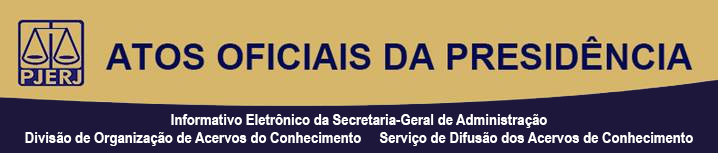 PJERJ
ATOS OFICIAIS DA PRESIDÊNCIA
Informativo Eletrônico da Secretaria-Geral de Administração
Divisão de Organização de Acervos do Conhecimento Serviço de Difusão dos Acervos de Conhecimento